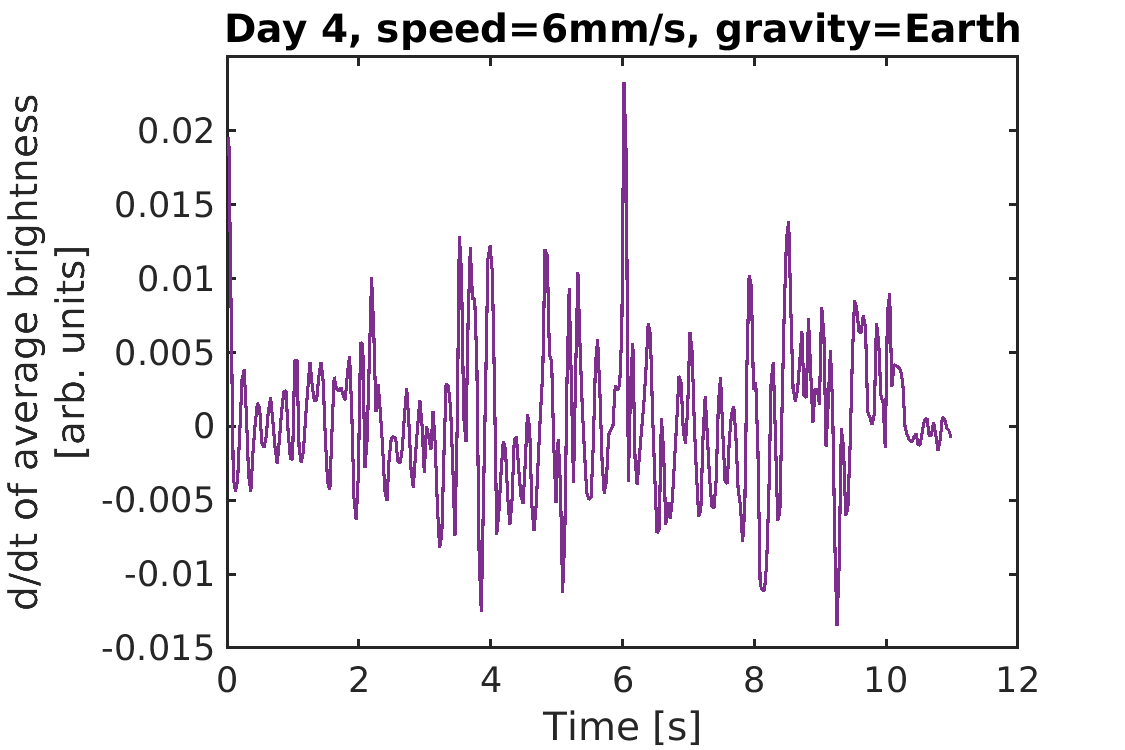 Day 4, speed=6mm/s, gravity=Earth
d/dt of average brightness
[arb. units]
0.02
0.015
0.01
0.005
0
-0.005
-0.01
-0.015
0 2 4 6 8 10 12
Time [s]